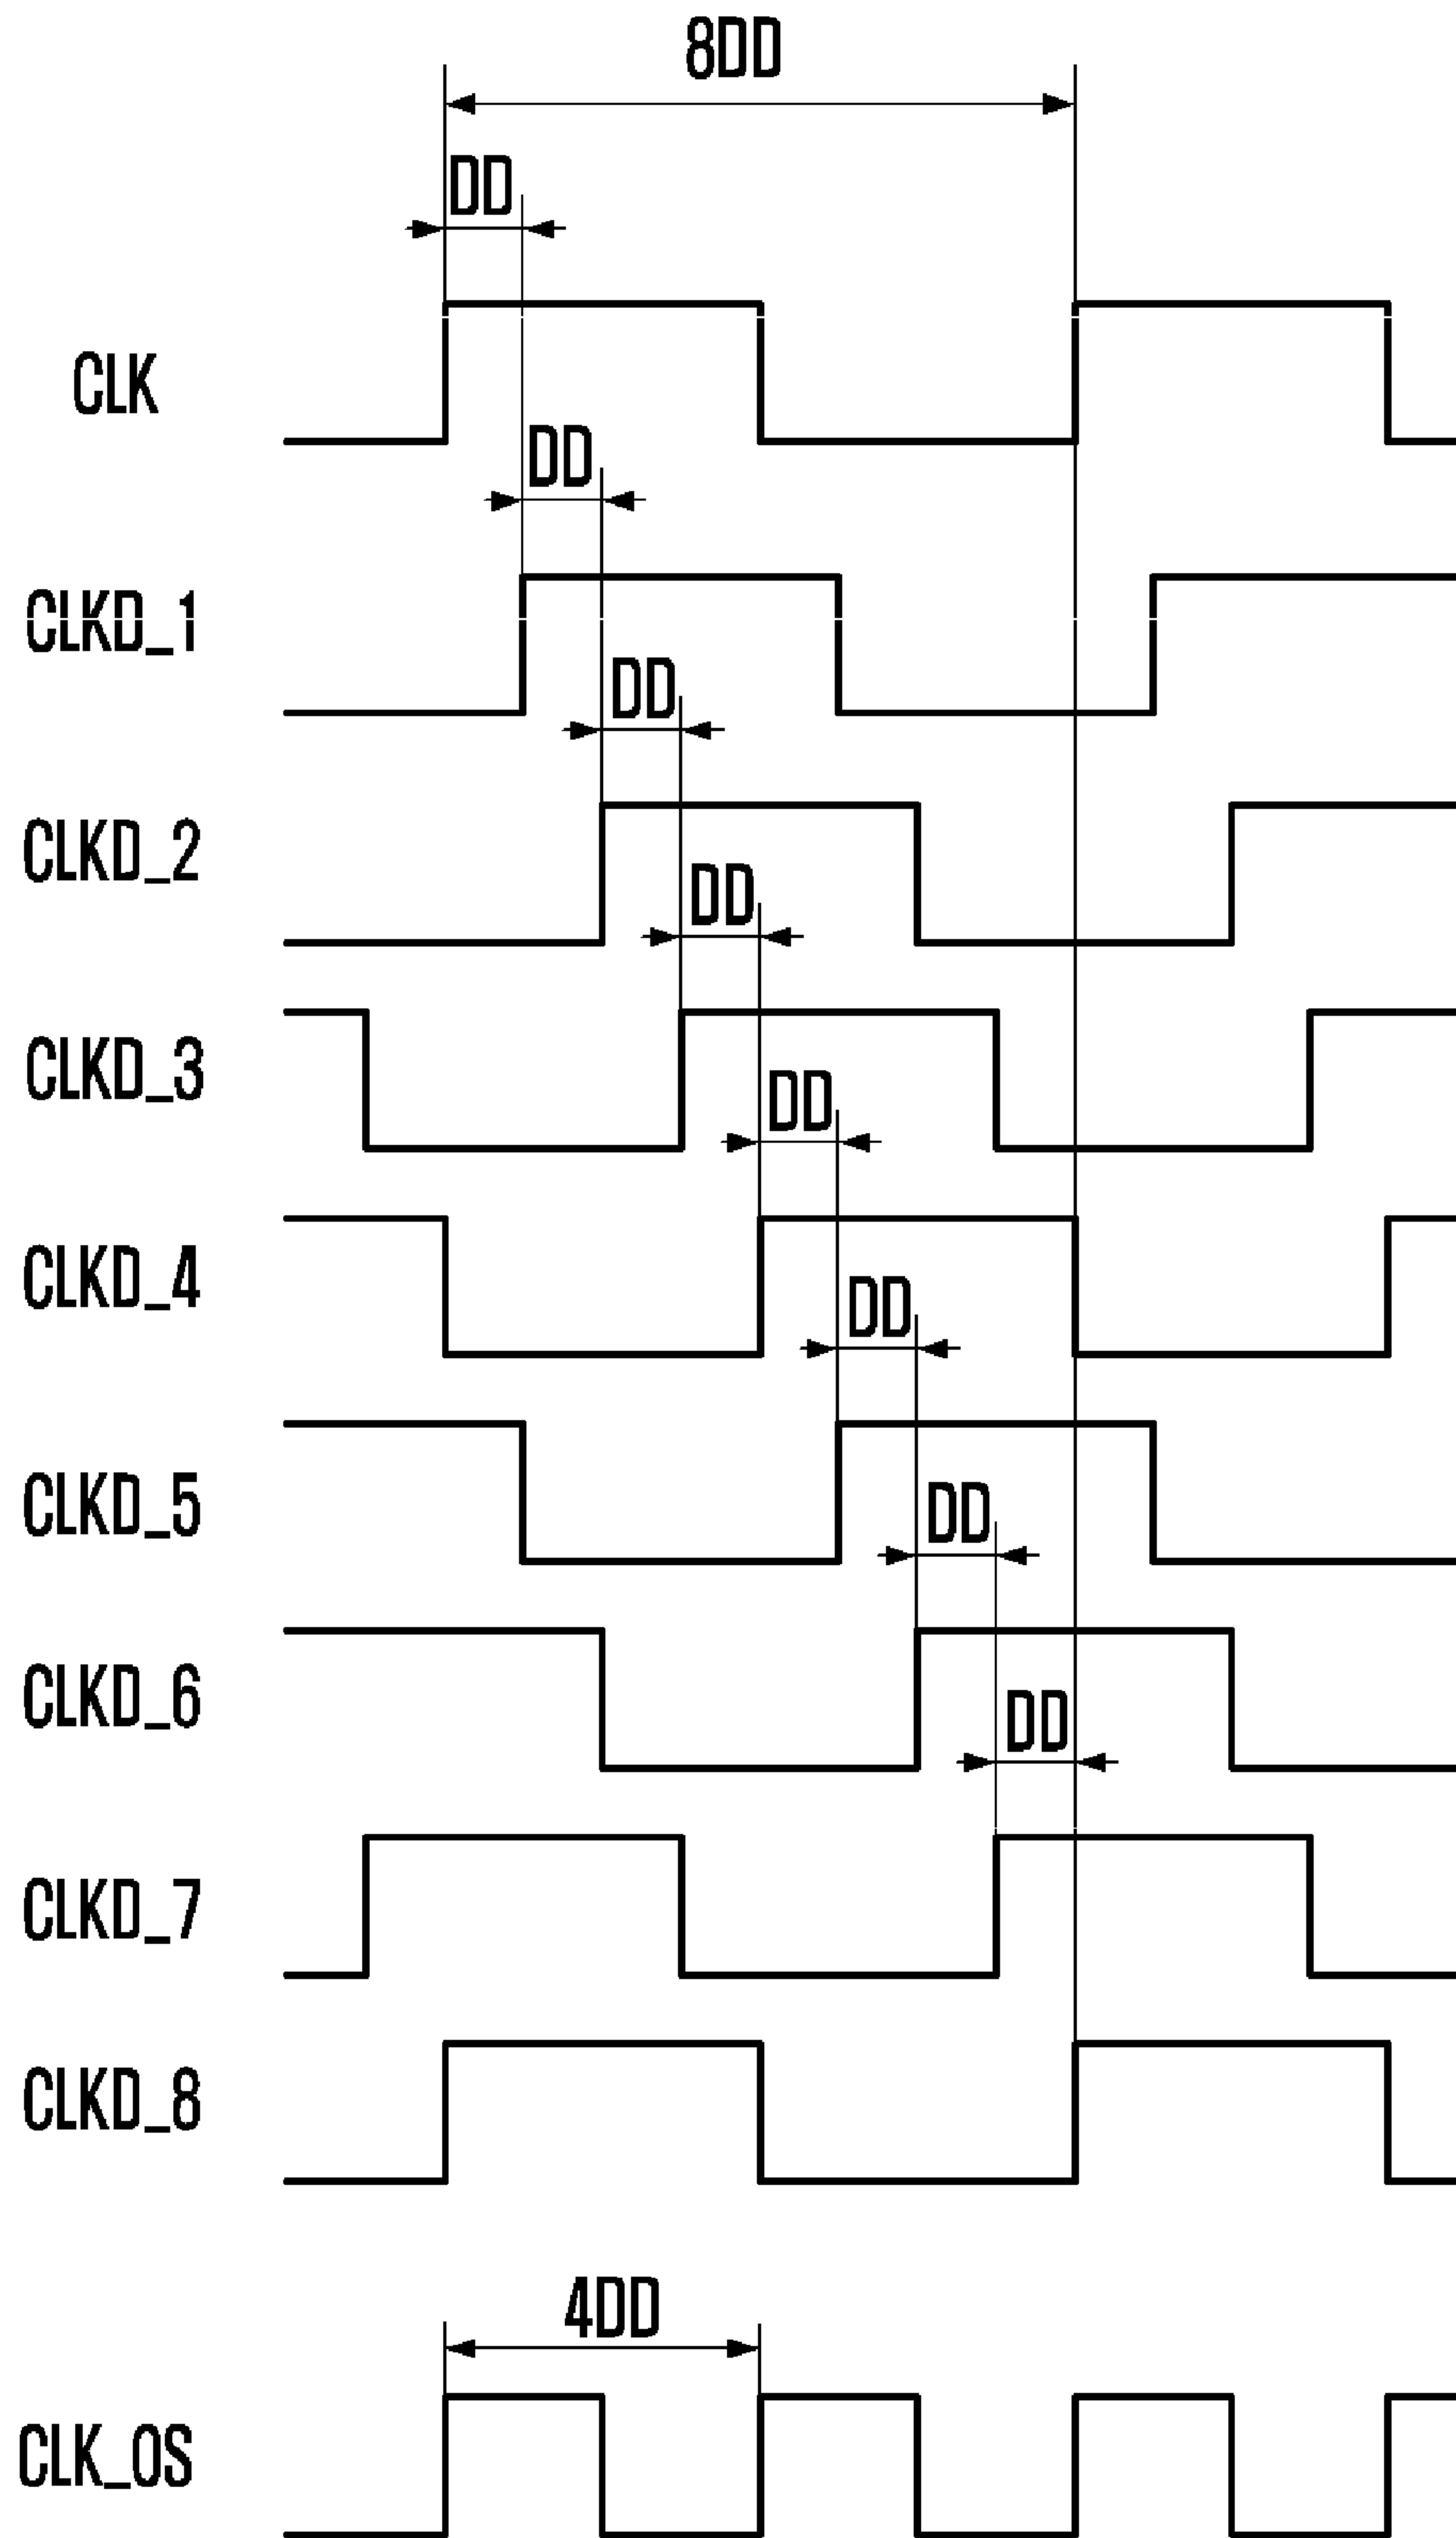 8DD
DD
CLK
DD
CLKD_1
DD
CLKD_2
DD
CLKD_3
DD
CLKD_4
DD
CLKD_5
DD
CLKD_6
DD
CLKD_7
CLKD_8
4DD
CLK_OS